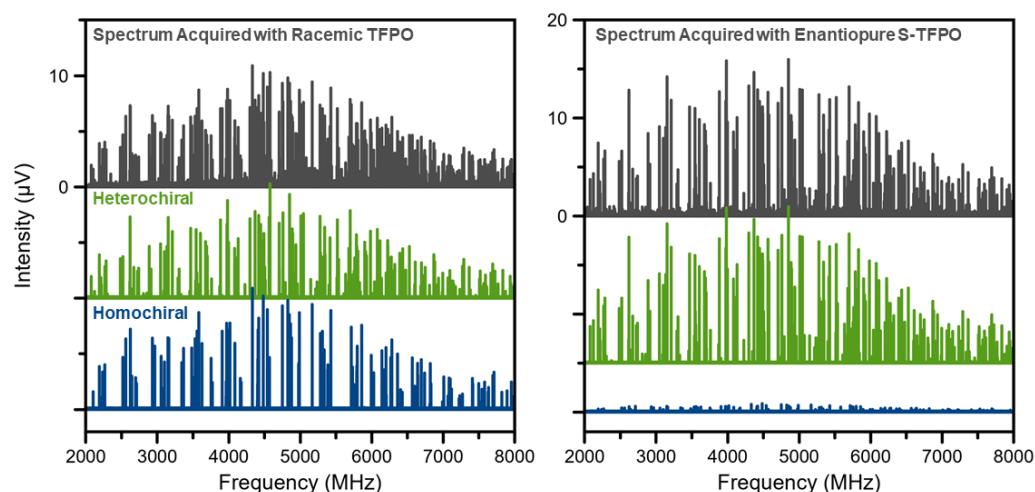 Spectrum Acquired with Racemic TFPO
10
0
Heterochiral
Homochiral
Intensity (µV)
2000 3000 4000 5000 6000 7000 8000
Frequency (MHz)
Spectrum Acquired with Enantiopure S-TFPO
20
10
0
2000 3000 4000 5000 6000 7000 8000
Frequency (MHz)